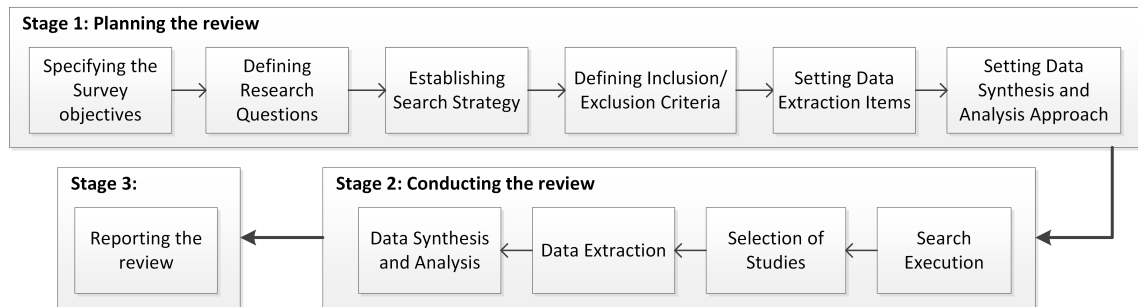 Stage 1: Planning the review
Specifying the
Survey
objectives
Defining
Research
Questions
Establishing
Search Strategy
Defining Inclusion/
Exclusion Criteria
Setting Data
Extraction Items
Setting Data
Synthesis and
Analysis Approach
Stage 2: Conducting the review
Search
Execution
Selection of
Studies
Data Extraction
Data Synthesis
and Analysis
Stage 3:
Reporting the
review